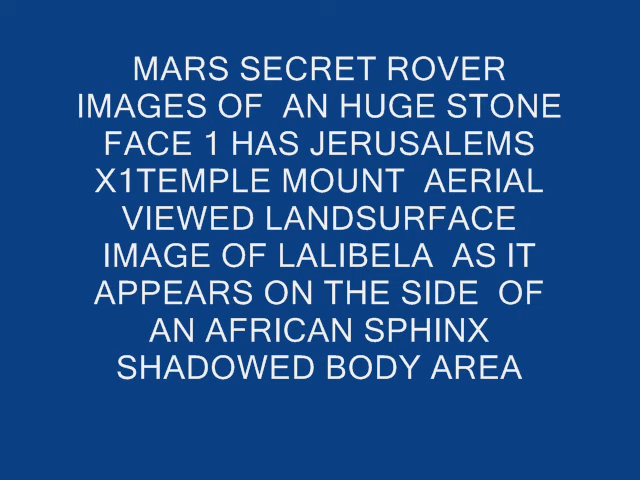 MARS SECRET ROVER
IMAGES OF  AN HUGE STONE
FACE 1 HAS JERUSALEMS
X1TEMPLE MOUNT  AERIAL
VIEWED LANDSURFACE
IMAGE OF LALIBELA  AS IT
APPEARS ON THE SIDE  OF
AN AFRICAN SPHINX
SHADOWED BODY AREA